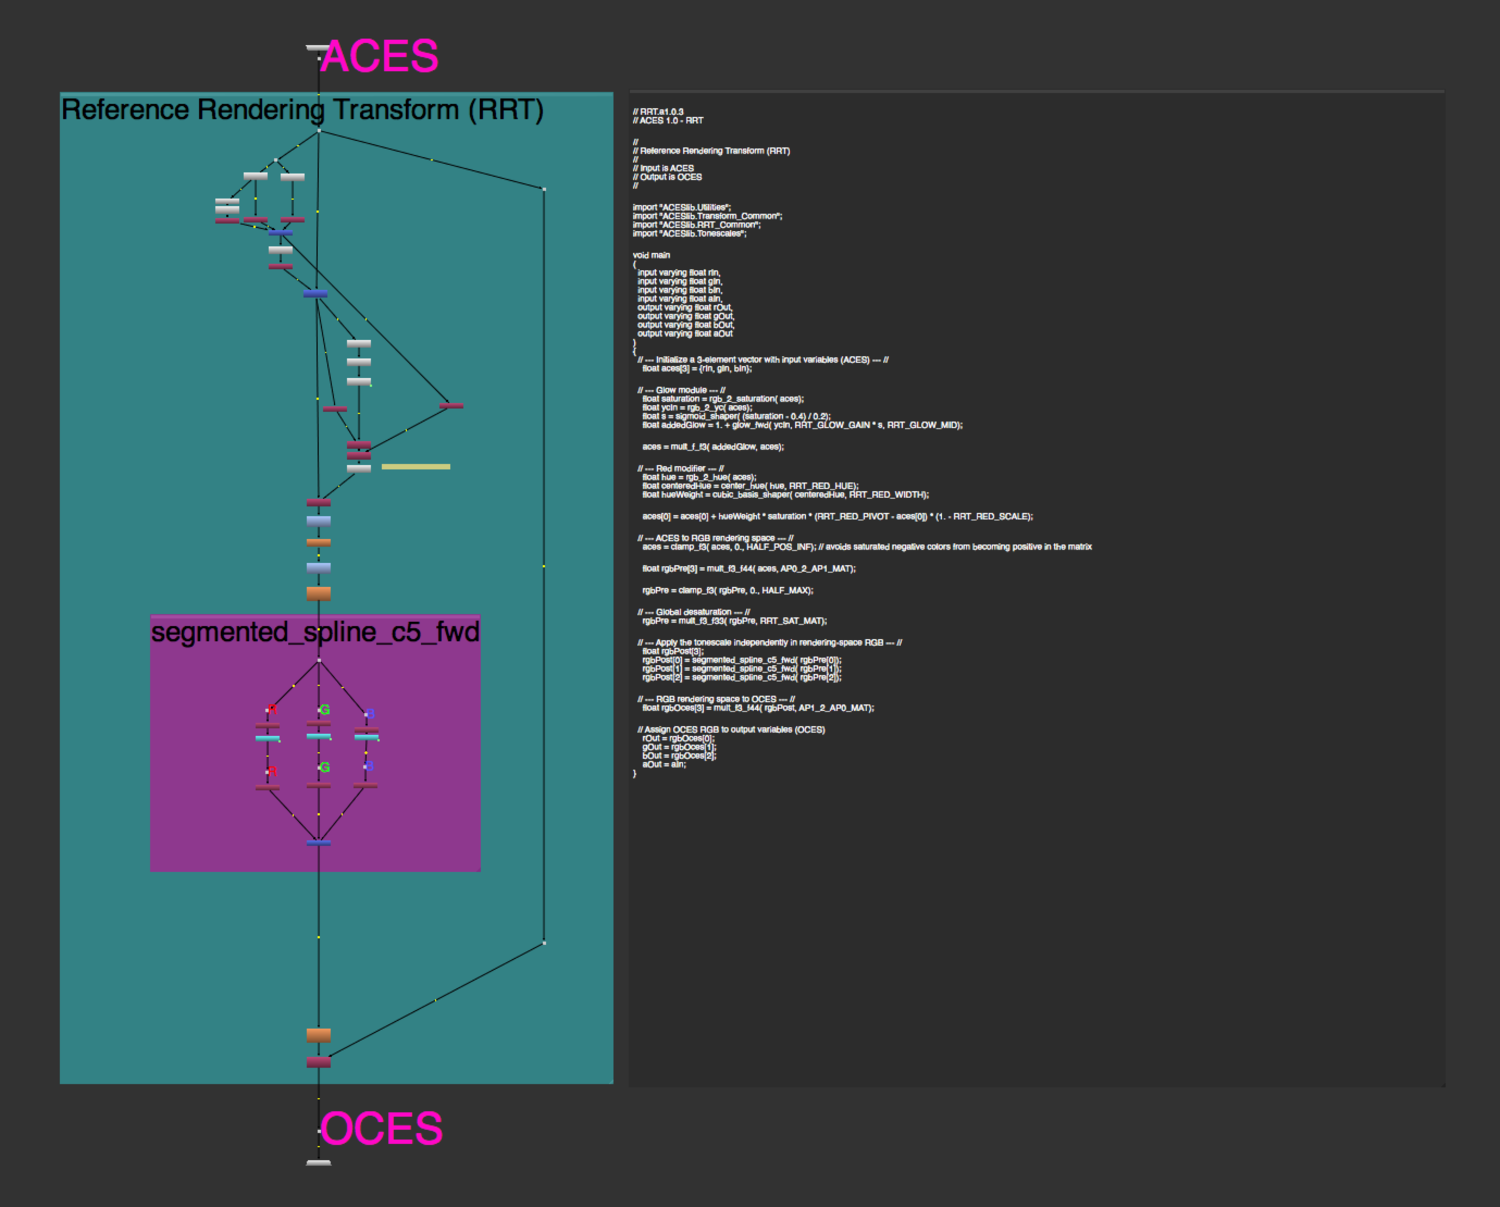 ACES
Reference Rendering Transform (RRT)
segmented_spline_c5_fwd
R
G
B
R
G
B
OCES
// RRT.a1.0.3
// ACES 1.0 - RRT
//
// Reference Rendering Transform (RRT)
//
// Input is ACES
// Output is OCES
//
import "ACESlib.Utilities";
import "ACESlib.Transform_Common";
import "ACESlib.RRT_Common";
import "ACESlib.Tonescales";
void main
(
input varying float rIn,
input varying float gIn,
input varying float bIn,
input varying float aIn,
output varying float rOut,
output varying float gOut,
output varying float bOut,
output varying float aOut
)
{
// --- Initialize a 3-element vector with input variables (ACES) --- //
float aces[3] = {rIn, gIn, bIn};
// --- Glow module --- //
float saturation = rgb_2_saturation( aces);
float ycIn = rgb_2_yc( aces);
float s = sigmoid_shaper( (saturation - 0.4) / 0.2);
float addedGlow = 1. + glow_fwd( ycIn, RRT_GLOW_GAIN * s, RRT_GLOW_MID);
aces = mult_f_f3( addedGlow, aces);
// --- Red modifier --- //
float hue = rgb_2_hue( aces);
float centeredHue = center_hue( hue, RRT_RED_HUE);
float hueWeight = cubic_basis_shaper( centeredHue, RRT_RED_WIDTH);
aces[0] = aces[0] + hueWeight * saturation * (RRT_RED_PIVOT - aces[0]) * (1. - RRT_RED_SCALE);
// --- ACES to RGB rendering space --- //
aces = clamp_f3( aces, 0., HALF_POS_INF); // avoids saturated negative colors from becoming positive in the matrix
float rgbPre[3] = mult_f3_f44( aces, AP0_2_AP1_MAT);
rgbPre = clamp_f3( rgbPre, 0., HALF_MAX);
// --- Global desaturation --- //
rgbPre = mult_f3_f33( rgbPre, RRT_SAT_MAT);
// --- Apply the tonescale independently in rendering-space RGB --- //
float rgbPost[3];
rgbPost[0] = segmented_spline_c5_fwd( rgbPre[0]);
rgbPost[1] = segmented_spline_c5_fwd( rgbPre[1]);
rgbPost[2] = segmented_spline_c5_fwd( rgbPre[2]);
// --- RGB rendering space to OCES --- //
float rgbOces[3] = mult_f3_f44( rgbPost, AP1_2_AP0_MAT);
// Assign OCES RGB to output variables (OCES)
rOut = rgbOces[0];
gOut = rgbOces[1];
bOut = rgbOces[2];
aOut = aIn;
}